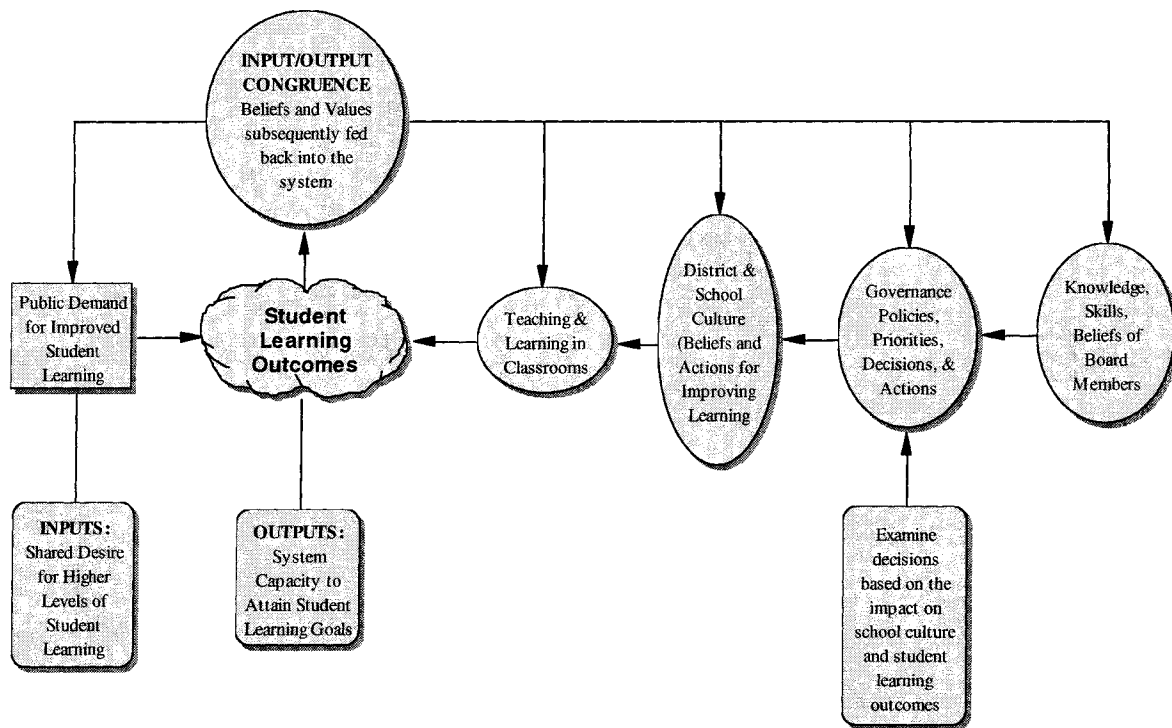 INPUT/OUTPUT
CONGRUENCE
Beliefs and Values
subsequently fed
back into the
system
Public Demand
for Improved
Student
Learning
Student
Learning
Outcomes
Teaching &
Learning in
Classrooms
District &
School
Culture
(Beliefs and
Actions for
Improving
Learning
Governance
Policies,
Priorities,
Decisions, &
Actions
Knowledge,
Skills,
Beliefs of
Board
Members
INPUTS:
Shared Desire
for Higher
Levels of
Student
Learning
OUTPUTS:
System
Capacity to
Attain Student
Learning Goals
Examine
decisions
based on the
impact on
school culture
and student
learning
outcomes